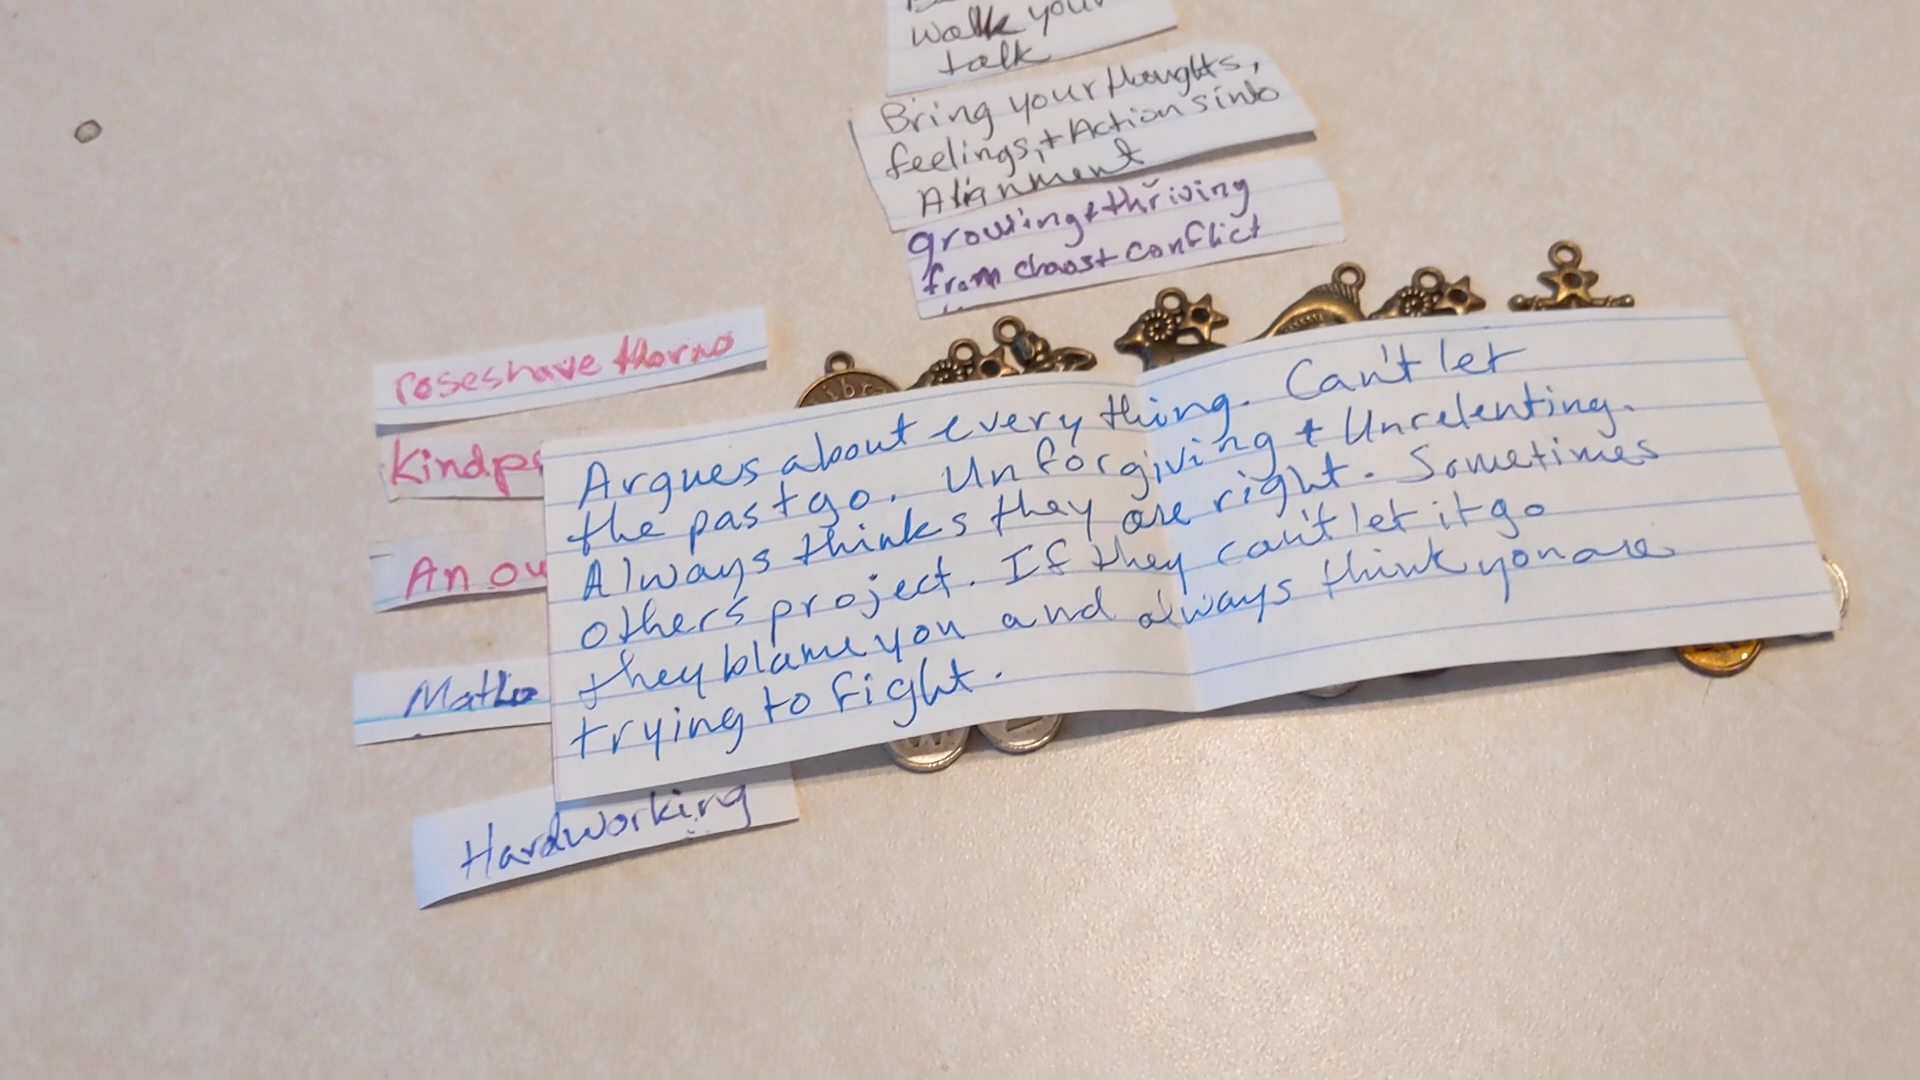 walk your
talk
Bring your thoughts,
feelings, + Actions into
Alignment
growing + thriving
from chaos + conflict
roses have thorns
Kind
An
Libr
Argues about everything. Can't let
the past go. Unforgiving + Unrelenting.
Always thinks they are right. Sometimes
others project. If they can't let it go
they blame you and always think you are
trying to fight.
Hardworking